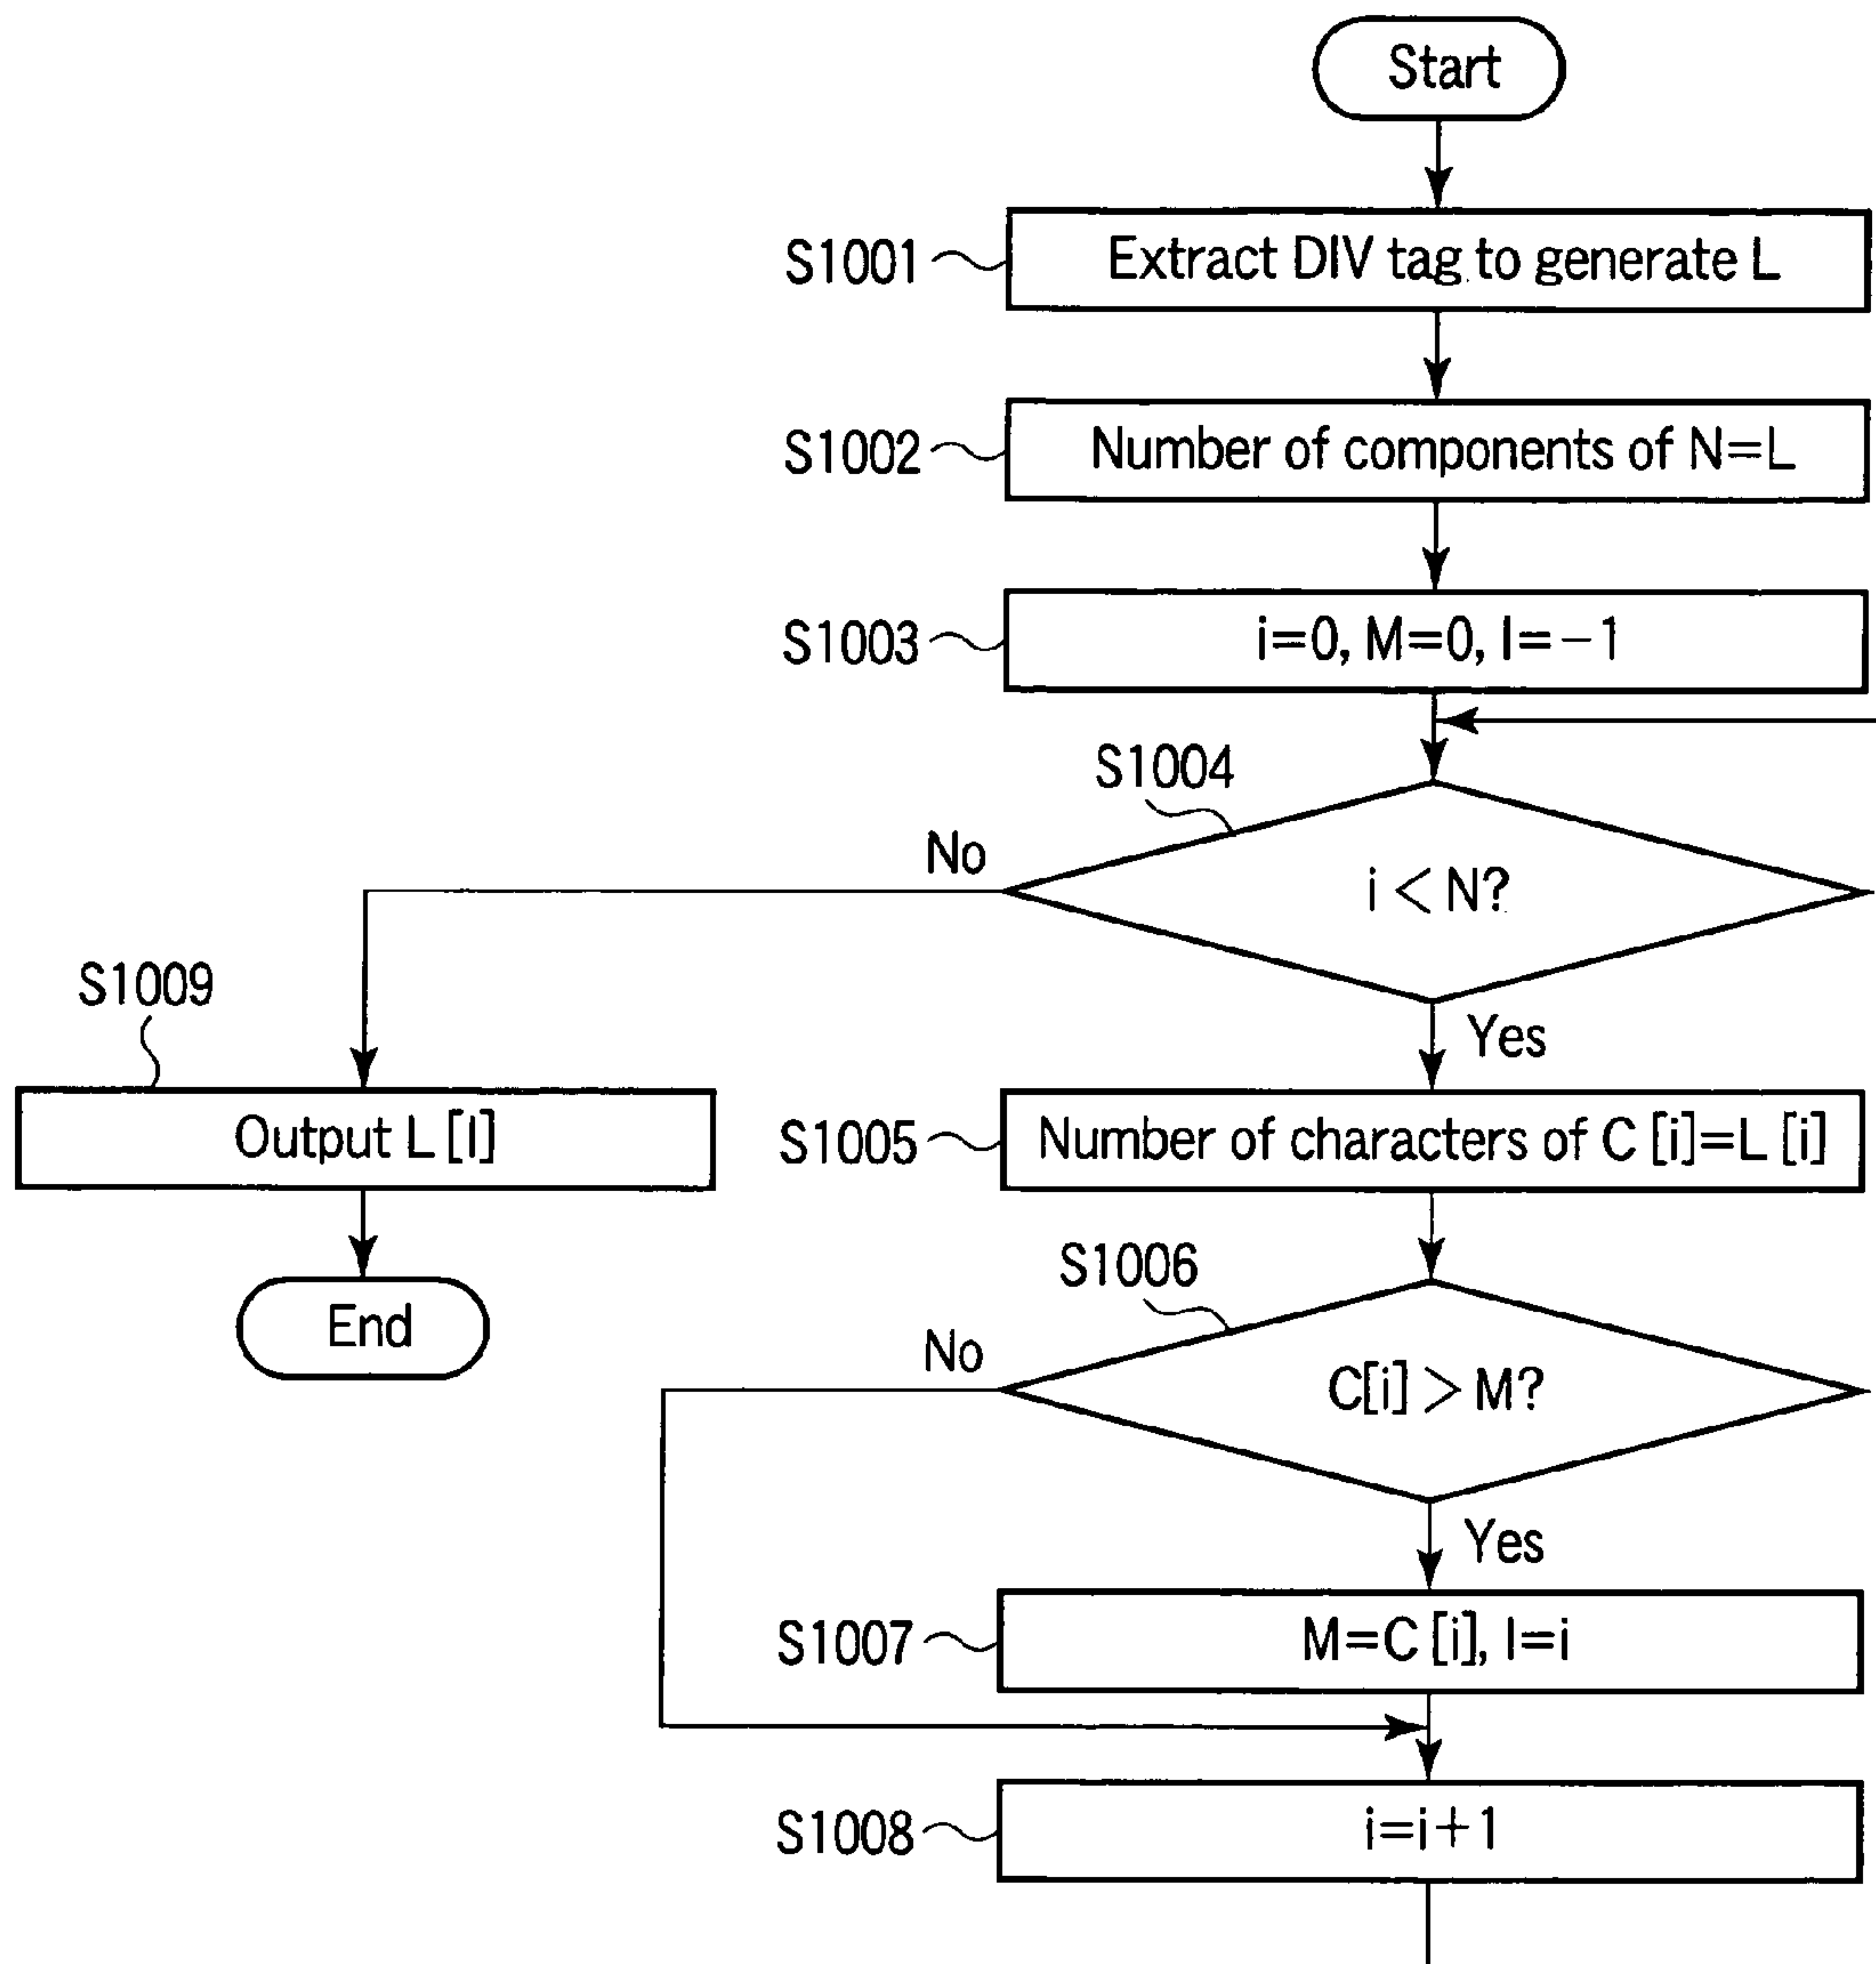 Start
S1001
Extract DIV tag to generate L
S1002
Number of components of N=L
S1003
i=0, M=0, I=-1
S1004
i < N?
No
Yes
S1009
Output L [I]
End
S1005
Number of characters of C [i]=L [i]
S1006
C[i] > M?
No
Yes
S1007
M=C [i], I=i
S1008
i=i+1